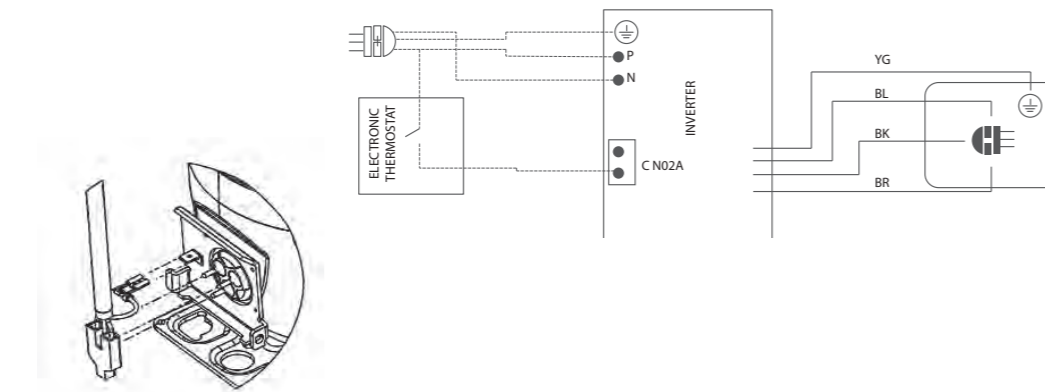 P
N
ELECTRONIC
THERMOSTAT
INVERTER
C N02A
YG
BL
BK
BR